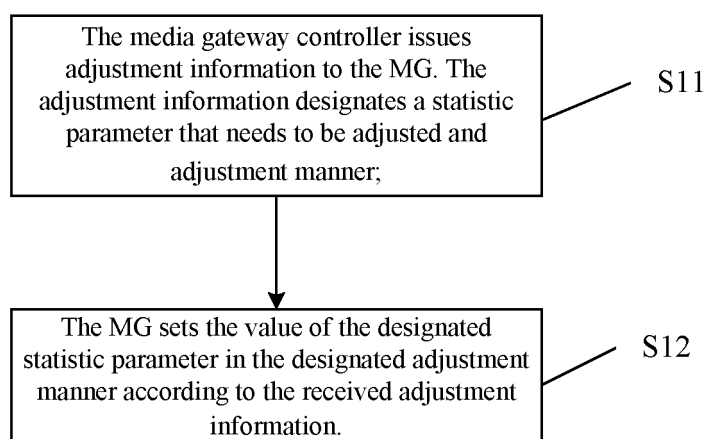 The media gateway controller issues
adjustment information to the MG. The
adjustment information designates a statistic
parameter that needs to be adjusted and
adjustment manner;
S11
The MG sets the value of the designated
statistic parameter in the designated adjustment
manner according to the received adjustment
information.
S12